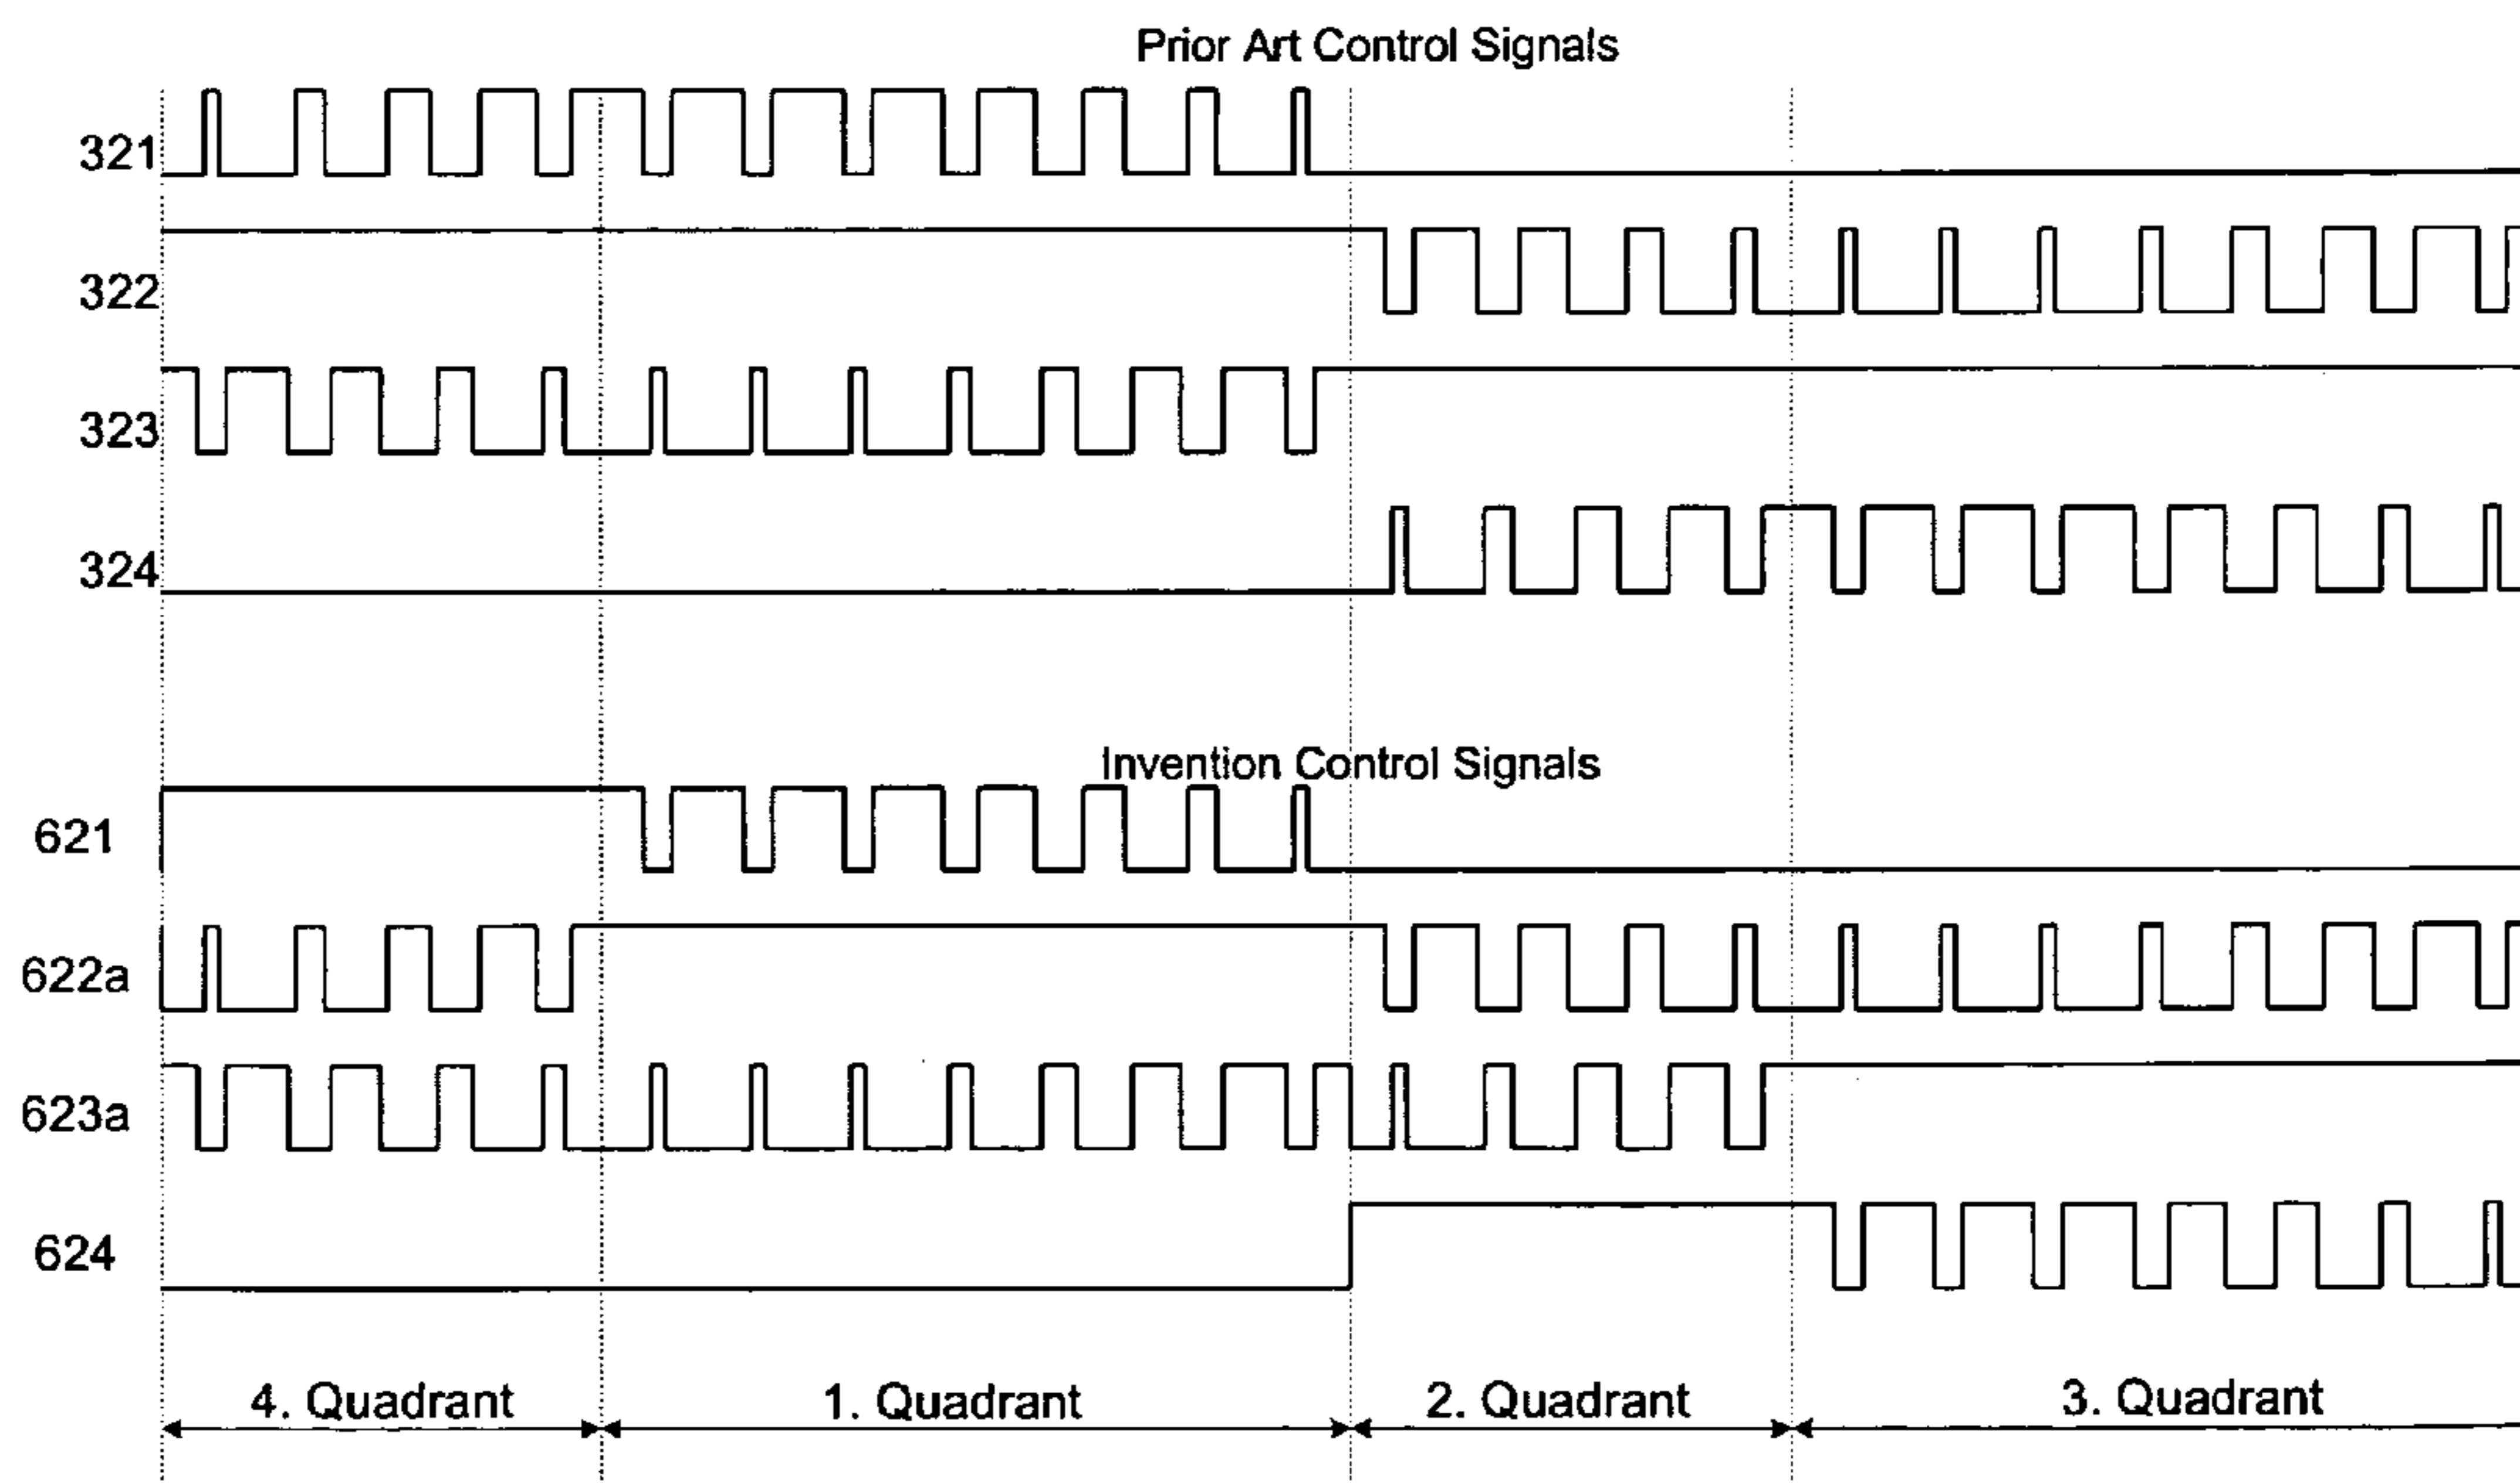 Prior Art Control Signals
321
322
323
324
Invention Control Signals
621
622a
623a
624
4. Quadrant
1. Quadrant
2. Quadrant
3. Quadrant